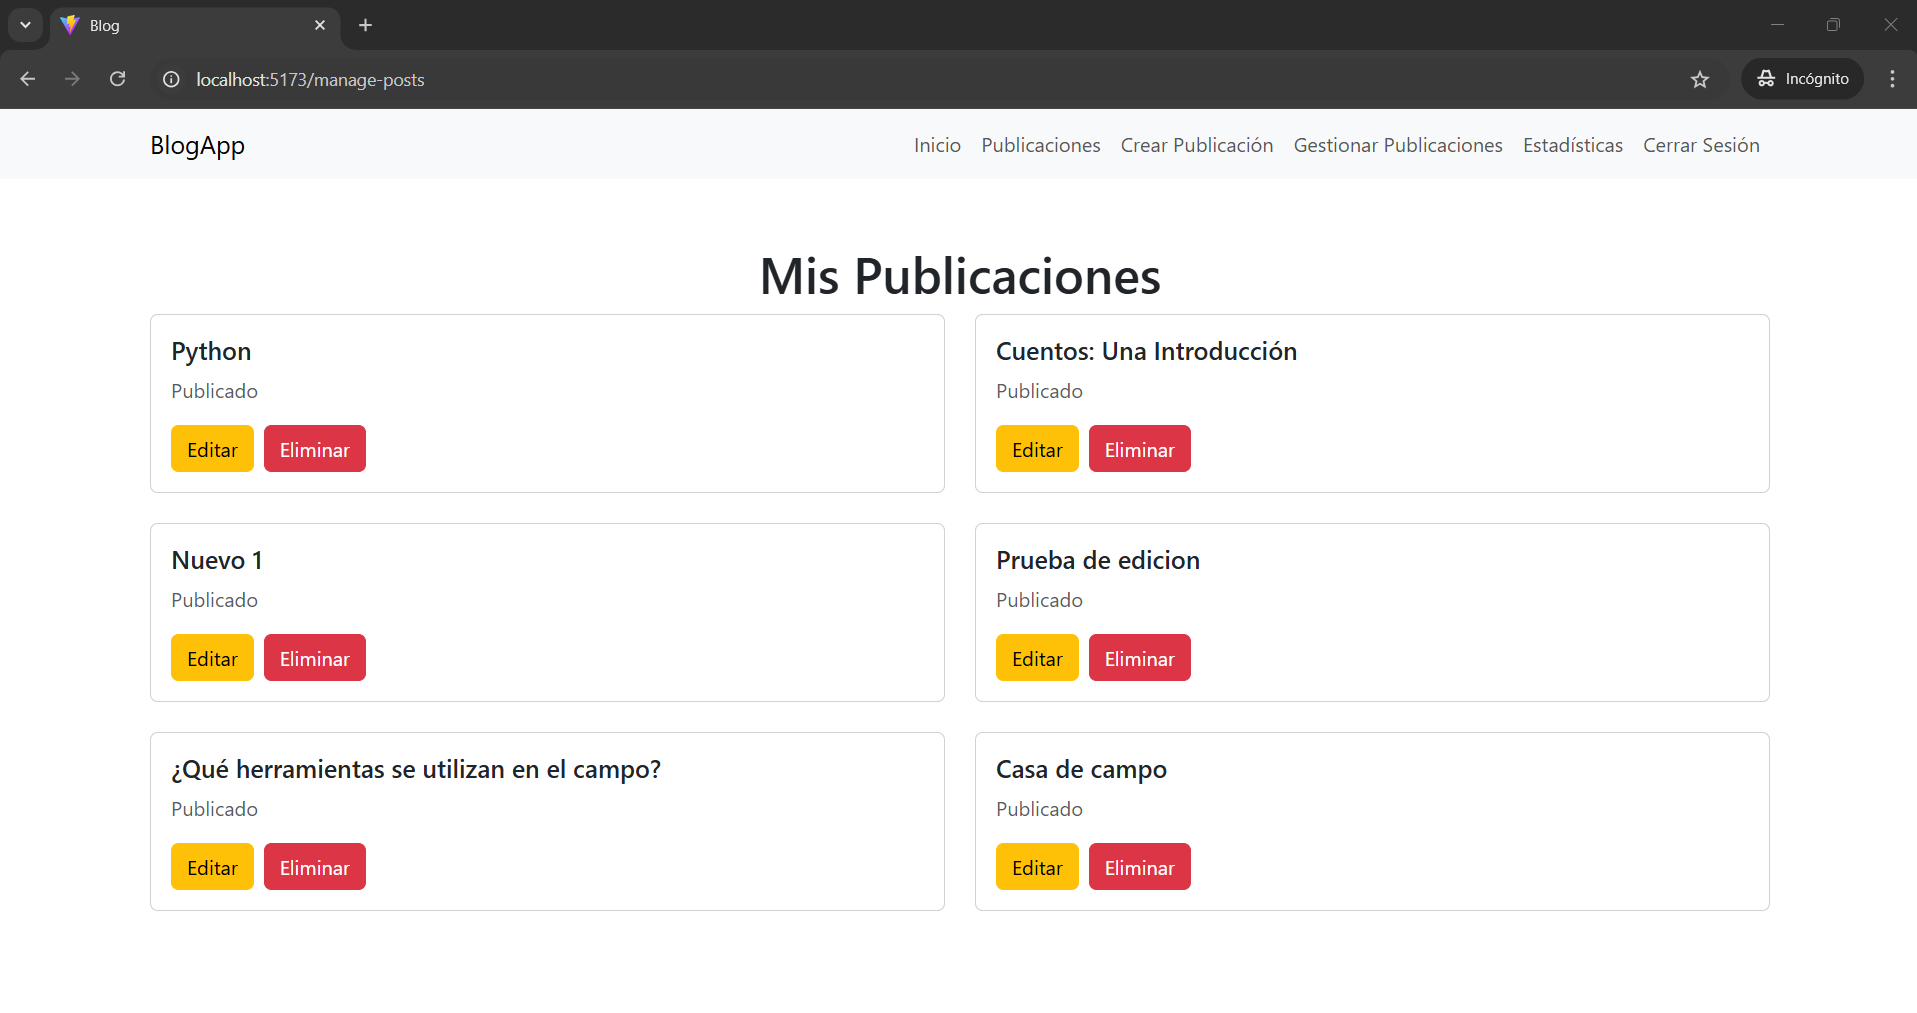 Blog
localhost:5173/manage-posts
Incógnito
BlogApp
Inicio Publicaciones Crear Publicación Gestionar Publicaciones Estadísticas Cerrar Sesión
Mis Publicaciones
Python
Publicado
Editar Eliminar
Cuentos: Una Introducción
Publicado
Editar Eliminar
Nuevo 1
Publicado
Editar Eliminar
Prueba de edicion
Publicado
Editar Eliminar
¿Qué herramientas se utilizan en el campo?
Publicado
Editar Eliminar
Casa de campo
Publicado
Editar Eliminar